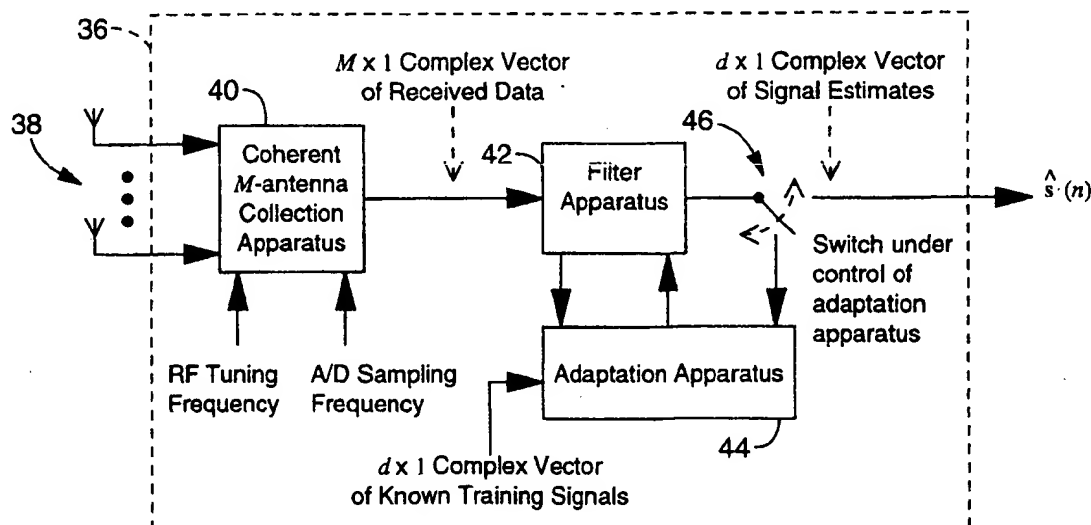 36
M x 1 Complex Vector
of Received Data
d x 1 Complex Vector
of Signal Estimates
38
40
Coherent
M-antenna
Collection
Apparatus
42
Filter
Apparatus
46
ŝ (n)
Switch under
control of
adaptation
apparatus
RF Tuning
Frequency
A/D Sampling
Frequency
Adaptation Apparatus
44
d x 1 Complex Vector
of Known Training Signals